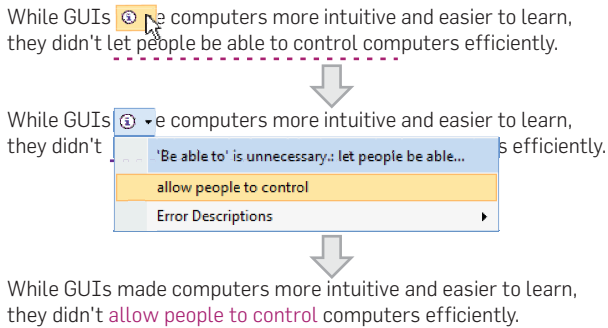 While GUIs e computers more intuitive and easier to learn,
they didn't let people be able to control computers efficiently.
While GUIs e computers more intuitive and easier to learn,
they didn't s efficiently.
'Be able to' is unnecessary.: let people be able...
allow people to control
Error Descriptions
While GUIs made computers more intuitive and easier to learn,
they didn't allow people to control computers efficiently.